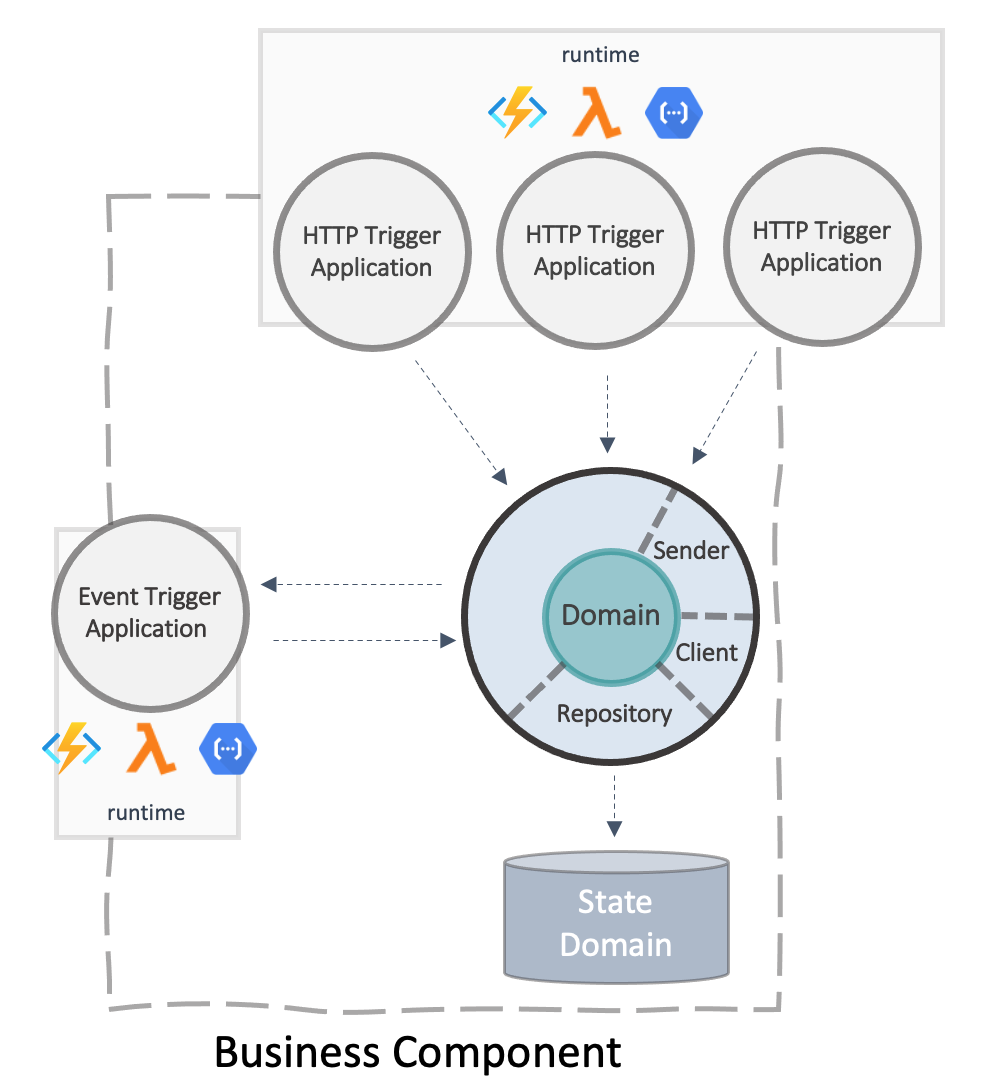 runtime
HTTP Trigger
Application
HTTP Trigger
Application
HTTP Trigger
Application
Sender
Event Trigger
Application
Domain
Client
Repository
runtime
State
Domain
Business Component